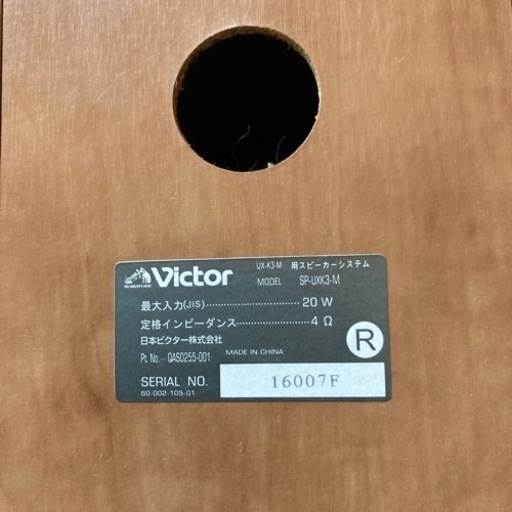 UX-K3-M 用スピーカーシステム
Victor MODEL SP-UXK3-M
最大入力(JIS) 20 W
定格インピーダンス 4 Ω
日本ビクター株式会社
Pt No.–QAS0255-001 MADE IN CHINA
R
SERIAL NO. 16007F
60-002-105-01